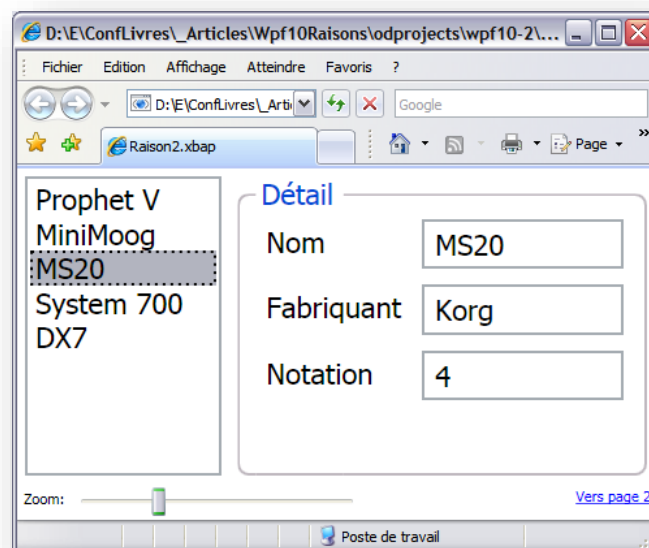 D:\E\ConfLivres\_Articles\Wpf10Raisons\odprojects\wpf10-2\...
Fichier Edition Affichage Atteindre Favoris ?
D:\E\ConfLivres\_Arti Google
Raison2.xbap Page »
Prophet V
MiniMoog
MS20
System 700
DX7
Détail
Nom MS20
Fabriquant Korg
Notation 4
Zoom: Vers page 2
Poste de travail